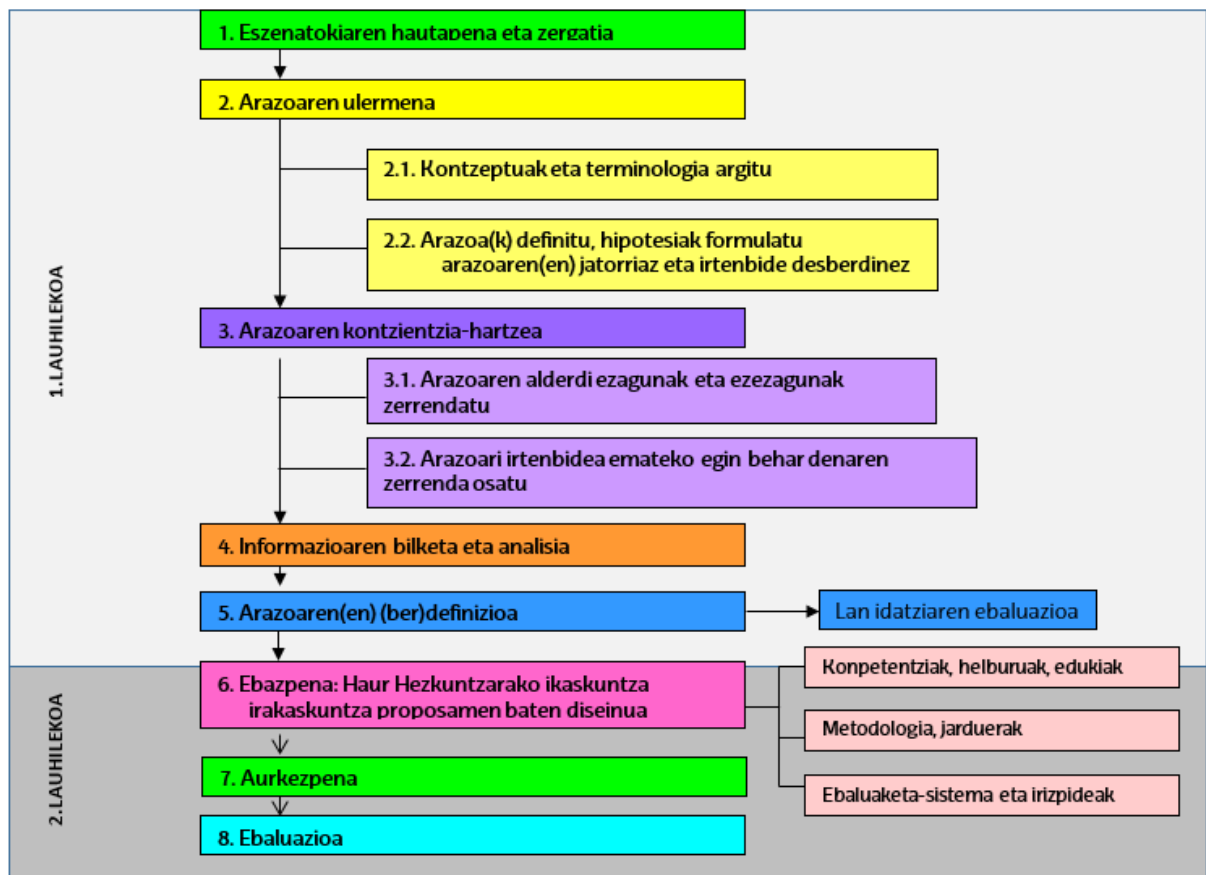 1. Eszenatokiaren hautapena eta zergatia
2. Arazoaren ulermena
2.1. Kontzeptuak eta terminologia argitu
2.2. Arazoa(k) definitu, hipotesiak formulatu
arazoaren(en) jatorriaz eta irtenbide desberdinez
3. Arazoaren kontzientzia-hartzea
3.1. Arazoaren alderdi ezagunak eta ezezagunak
zerrendatu
3.2. Arazoari irtenbidea emateko egin behar denaren
zerrenda osatu
4. Informazioaren bilketa eta analisia
5. Arazoaren(en) (ber)definizioa
Lan idatziaren ebaluazioa
1.LAUHILEKOA
6. Ebazpena: Haur Hezkuntzarako ikaskuntza
irakaskuntza proposamen baten diseinua
Konpetentziak, helburuak, edukiak
Metodologia, jarduerak
Ebaluaketa-sistema eta irizpideak
7. Aurkezpena
8. Ebaluazioa
2.LAUHILEKOA